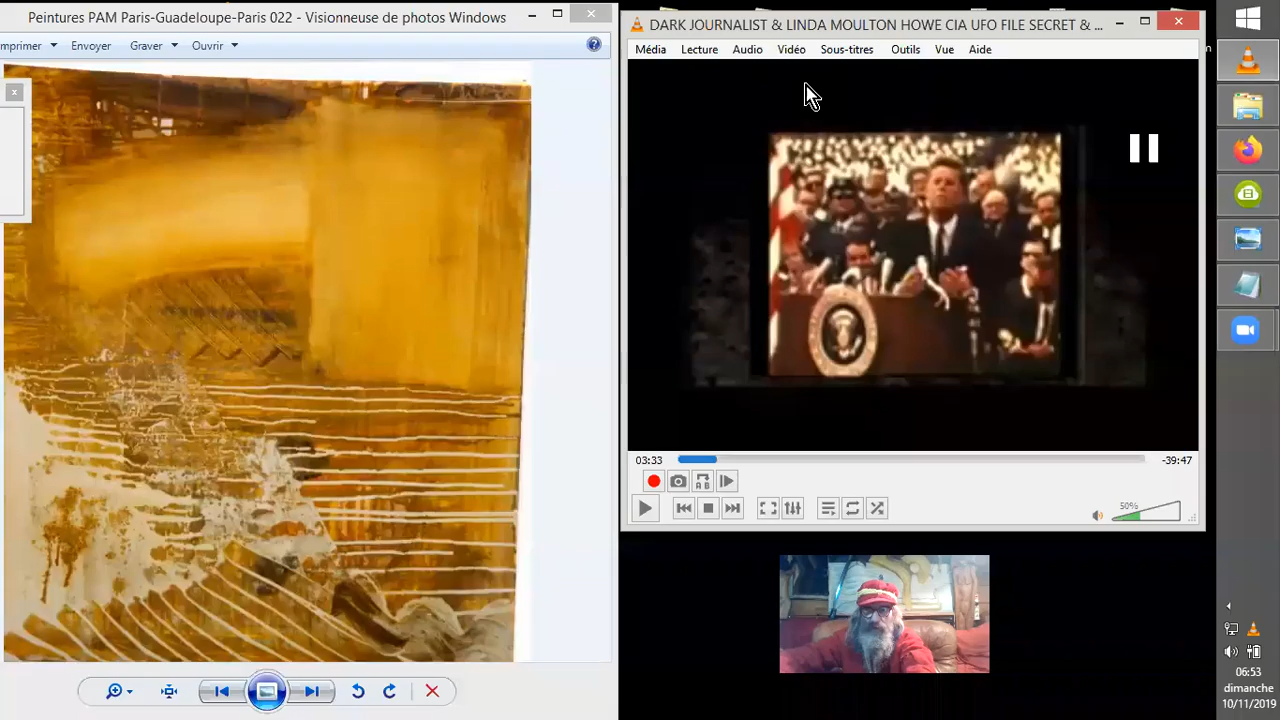 Peintures PAM Paris-Guadeloupe-Paris 022 - Visionneuse de photos Windows
mprimer Envoyer Graver Ouvrir
DARK JOURNALIST & LINDA MOULTON HOWE CIA UFO FILE SECRET & ...
Média Lecture Audio Vidéo Sous-titres Outils Vue Aide
03:33 -39:47
50%
06:53
dimanche
10/11/2019